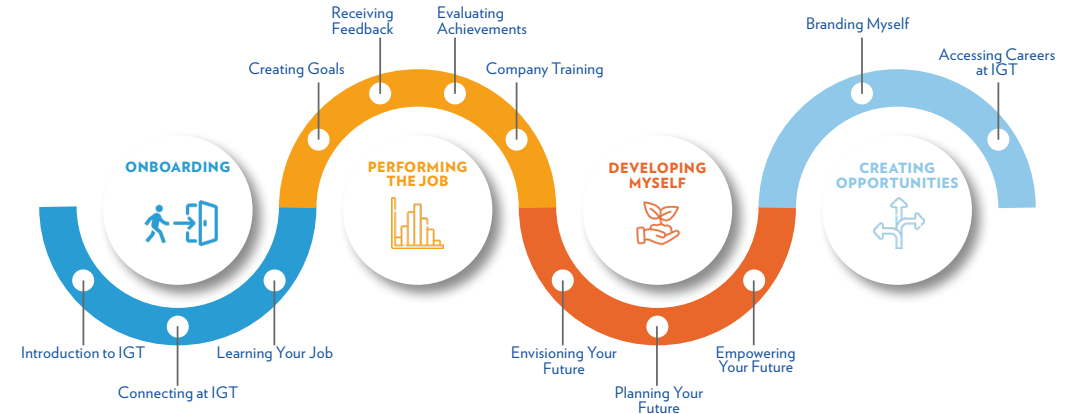 ONBOARDING
Introduction to IGT
Connecting at IGT
Learning Your Job
PERFORMING
THE JOB
Creating Goals
Receiving
Feedback
Evaluating
Achievements
Company Training
DEVELOPING
MYSELF
Envisioning Your
Future
Planning Your
Future
Empowering
Your Future
CREATING
OPPORTUNITIES
Branding Myself
Accessing Careers
at IGT